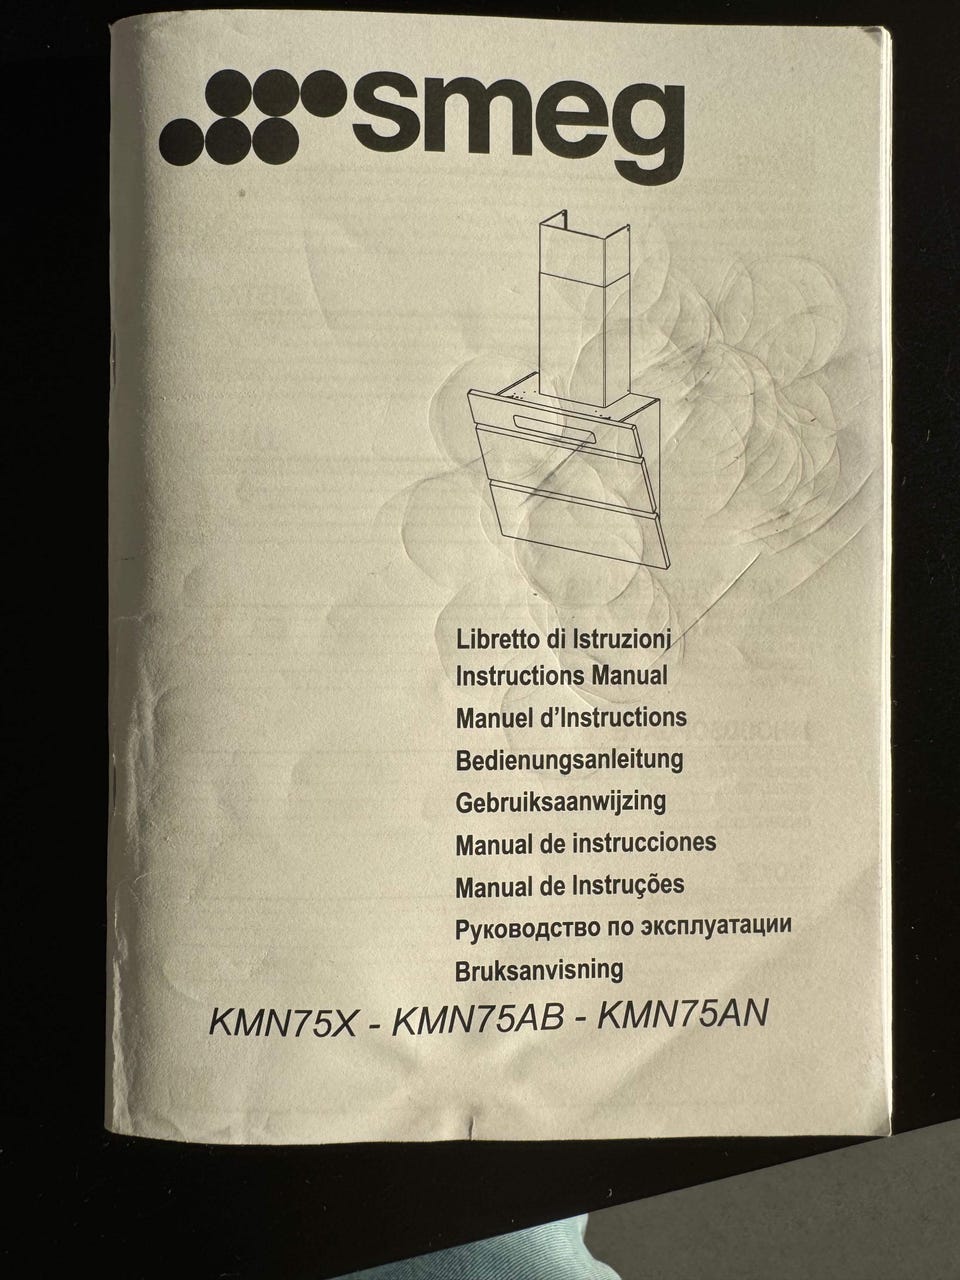 smeg
Libretto di Istruzioni
Instructions Manual
Manuel d’Instructions
Bedienungsanleitung
Gebruiksaanwijzing
Manual de instrucciones
Manual de Instruções
Руководство по эксплуатации
Bruksanvisning
KMN75X - KMN75AB - KMN75AN